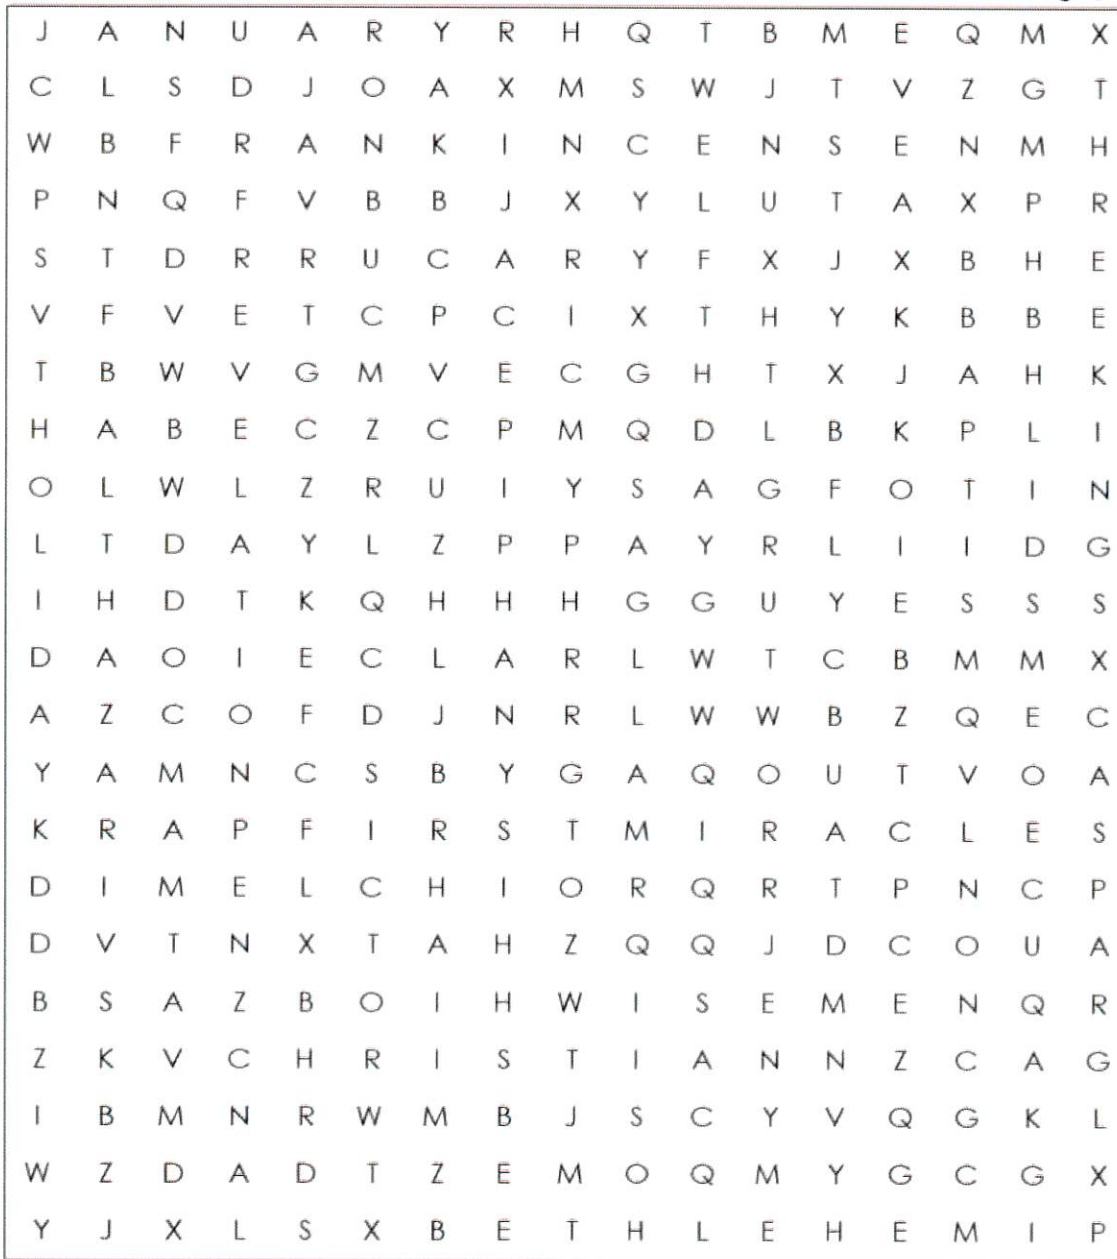 J A N U A R Y R H Q T B M E Q M X
C L S D J O A X M S W J T V Z G T
W B F R A N K I N C E N S E N M H
P N Q F V B B J X Y L U T A X P R
S T D R R U C A R Y F X J X B H E
V F V E T C P C I X T H Y K B B E
T B W V G M V E C G H T X J A H K
H A B E C Z C P M Q D L B K P L I
O L W L Z R U I Y S A G F O T I N
L T D A Y L Z P P A Y R L I I D G
I H D T K Q H H H G G U Y E S S S
D A O I E C L A R L W T C B M M X
A Z C O F D J N R L W W B Z Q E C
Y A M N C S B Y G A Q O U T V O A
K R A P F I R S T M I R A C L E S
D I M E L C H I O R Q R T P N C P
D V T N X T A H Z Q Q J D C O U A
B S A Z B O I H W I S E M E N Q R
Z K V C H R I S T I A N N Z C A G
I B M N R W M B J S C Y V Q G K L
W Z D A D T Z E M O Q M Y G C G X
Y J X L S X B E T H L E H E M I P